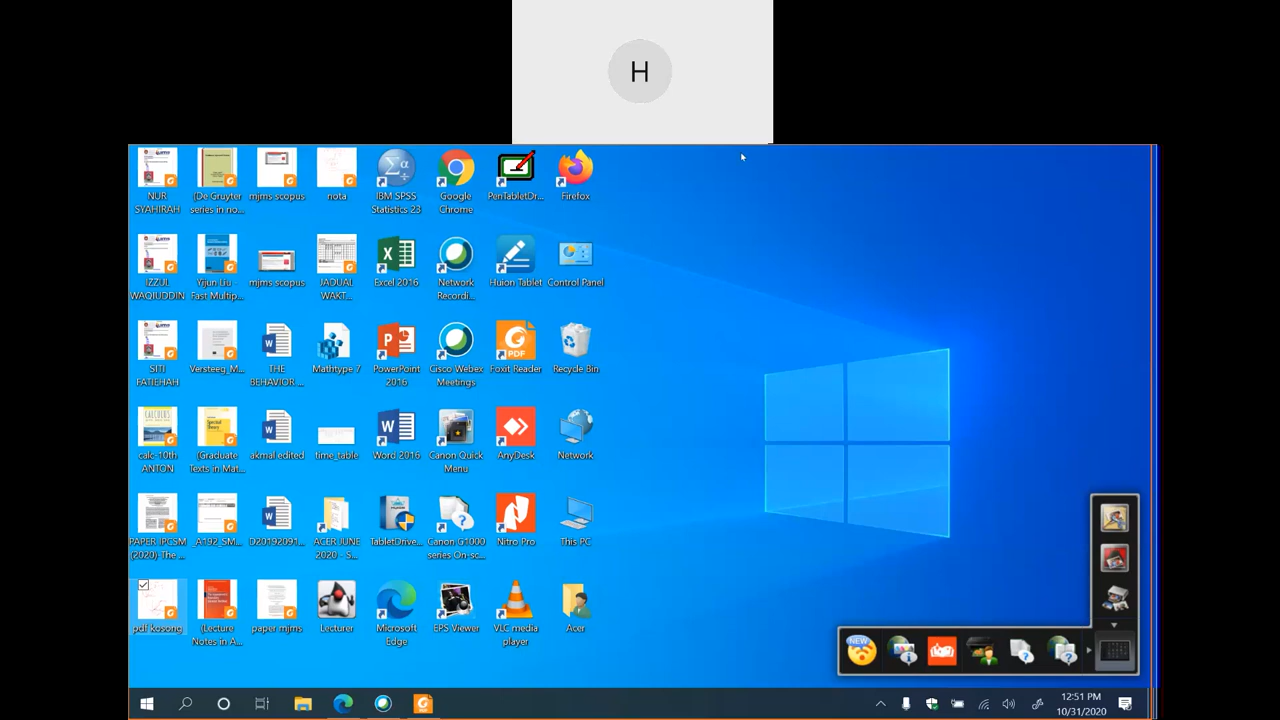 H
NUR
SYAHIRAH
(De Gruyter
series in no...
mjms scopus
nota
IBM SPSS
Statistics 23
Google
Chrome
PenTabletDr...
Firefox
IZZUL
WAQIUDDIN
Yijun Liu
Fast Multip...
mjms scopus
JADUAL
WAKT...
Excel 2016
Network
Recordi...
Huion Tablet
Control Panel
SITI
FATIEHAH
Versteeg_M...
THE
BEHAVIOR ...
Mathtype 7
PowerPoint
2016
Cisco Webex
Meetings
Foxit Reader
Recycle Bin
calc-10th
ANTON
(Graduate
Texts in Mat...
akmal edited
time_table
Word 2016
Canon Quick
Menu
AnyDesk
Network
PAPER IPCSM
(2020)-The ...
_A192_SM...
D20192091...
ACER JUNE
2020 - S...
TabletDrive...
Canon G1000
series On-sc...
Nitro Pro
This PC
pdf kosong
(Lecture
Notes in A...
paper mjms
Lecturer
Microsoft
Edge
EPS Viewer
VLC media
player
Acer
NEW
12:51 PM
10/31/2020